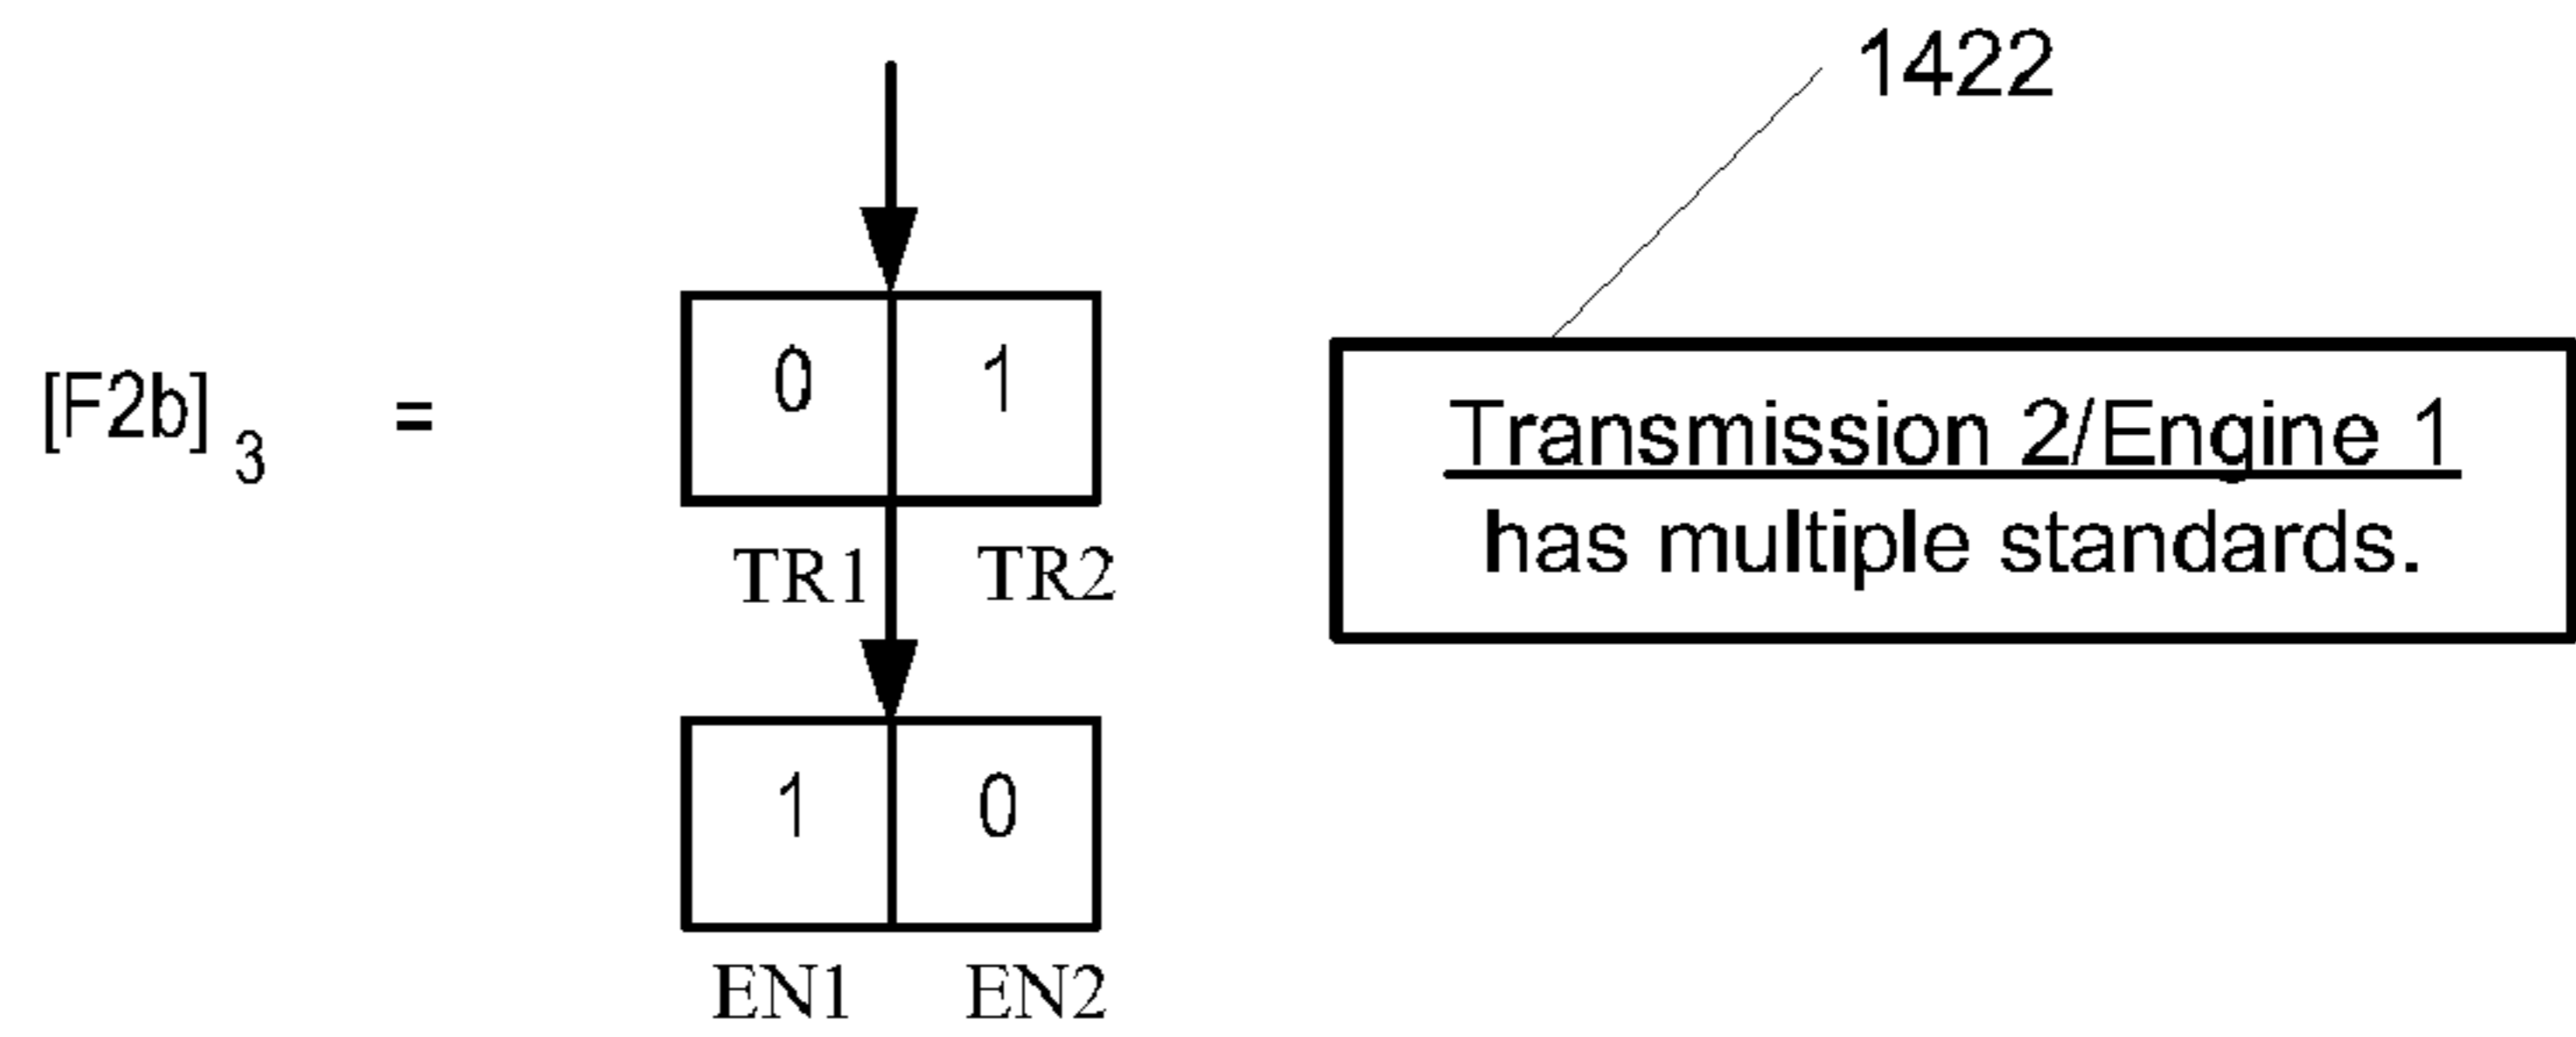 1422
[F2b] 3 =
0 1
TR1 TR2
1 0
EN1 EN2
Transmission 2/Engine 1
has multiple standards.